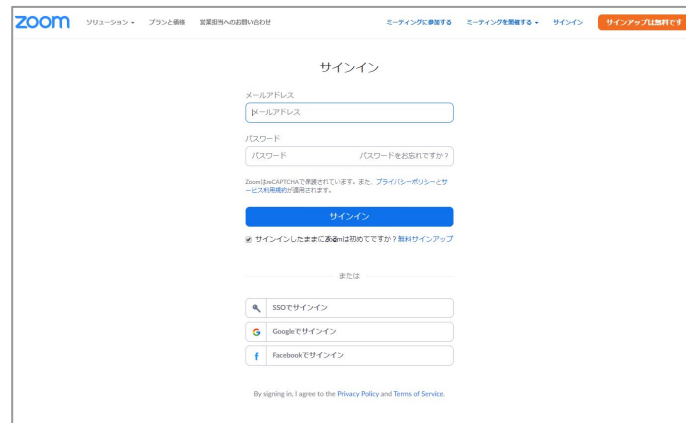 zoom ソリューション プランと価格 営業担当へのお問い合わせ ミーティングに参加する ミーティングを開催する サインイン サインアップは無料です
サインイン
メールアドレス
メールアドレス
パスワード
パスワード パスワードをお忘れですか?
ZoomはreCAPTCHAで保護されています。また、プライバシーポリシーとサ
ービス利用規約が適用されます。
サインイン
サインインしたままにする Zoomは初めてですか?無料サインアップ
または
SSOでサインイン
Googleでサインイン
Facebookでサインイン
By signing in, I agree to the Privacy Policy and Terms of Service.